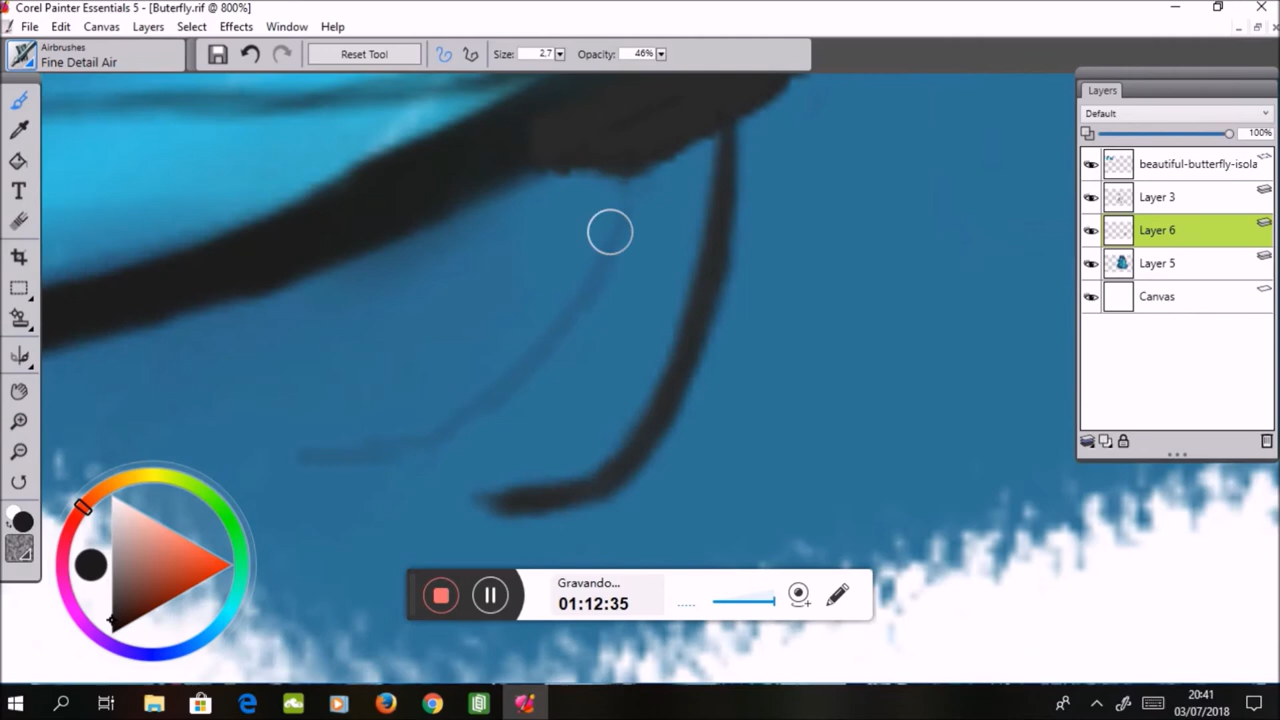 Corel Painter Essentials 5 - [Buterfly.rif @ 800%]
File Edit Canvas Layers Select Effects Window Help
Airbrushes
Fine Detail Air
Reset Tool
Size: 2.7
Opacity: 46%
Layers
Default
100%
beautiful-butterfly-isola
Layer 3
Layer 6
Layer 5
Canvas
Gravando...
01:12:35
20:41
03/07/2018